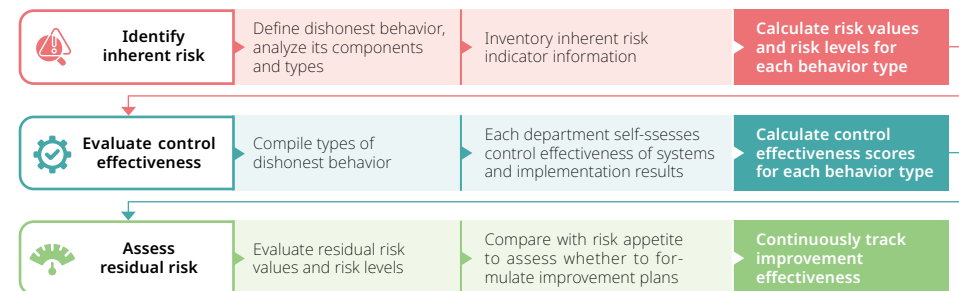 Identify
inherent risk
Define dishonest behavior,
analyze its components
and types
Inventory inherent risk
indicator information
Calculate risk values
and risk levels for
each behavior type
Evaluate control
effectiveness
Compile types of
dishonest behavior
Each department self-ssesses
control effectiveness of systems
and implementation results
Calculate control
effectiveness scores
for each behavior type
Assess
residual risk
Evaluate residual risk
values and risk levels
Compare with risk appetite
to assess whether to for-
mulate improvement plans
Continuously track
improvement
effectiveness